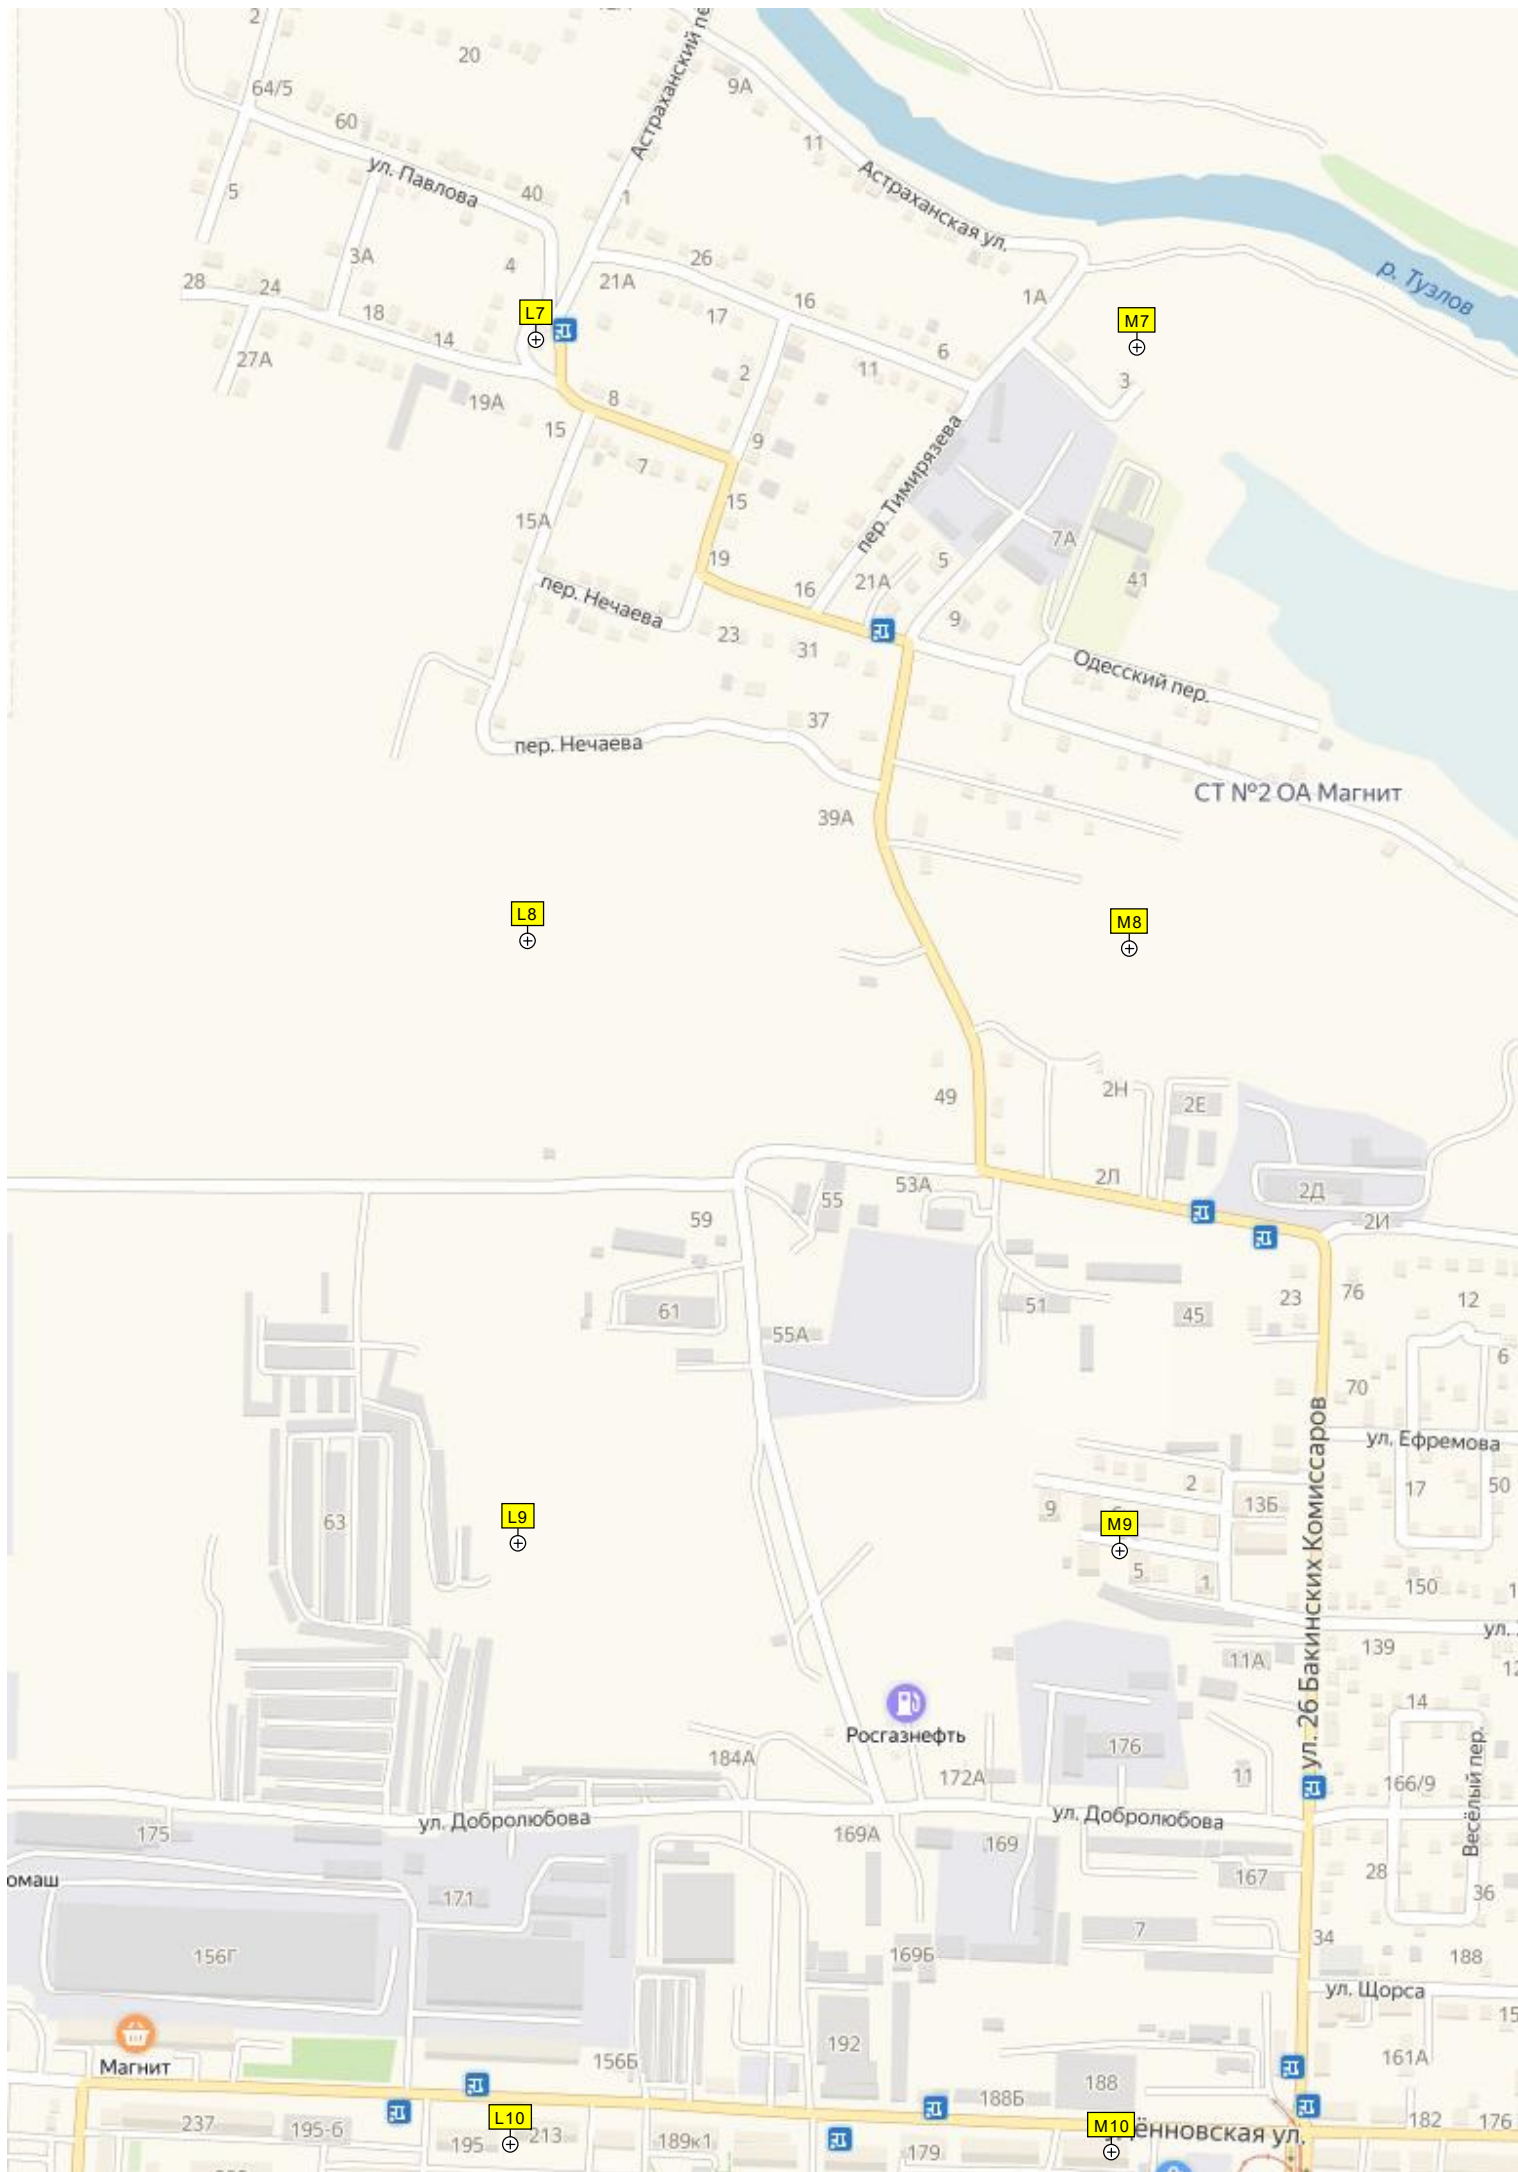 2
20
64/5
9А
60
11
ул. Павлова
Астраханский пе
Астраханская ул.
40
5
1
3А
4
26
28
24
21А
р. Тузлов
18
L7
17
16
1А
M7
14
27А
2
11
6
3
19А
8
15
9
7
пер. Тимирязева
15
15А
7А
19
5
41
пер. Нечаева
16
21А
23
9
31
Одесский пер.
37
пер. Нечаева
СТ №2 ОА Магнит
39А
L8
M8
49
2Н
2Е
2Л
53А
55
2Д
59
2И
61
51
45
23
76
12
55А
6
70
ул. Ефремова
17
50
2
9
13Б
63
L9
M9
5
1
150
ул. 26 Бакинских Комиссаров
ул.
139
11А
14
Росгазнефть
184А
176
172А
11
166/9
Весёлый пер.
ул. Добролюбова
ул. Добролюбова
175
169А
169
28
167
омаш
36
171
7
34
156Г
169Б
188
ул. Щорса
15
192
Магнит
156Б
161А
188
188Б
L10
M10
237
195-6
195
213
189к1
179
ённовская ул.
182
176